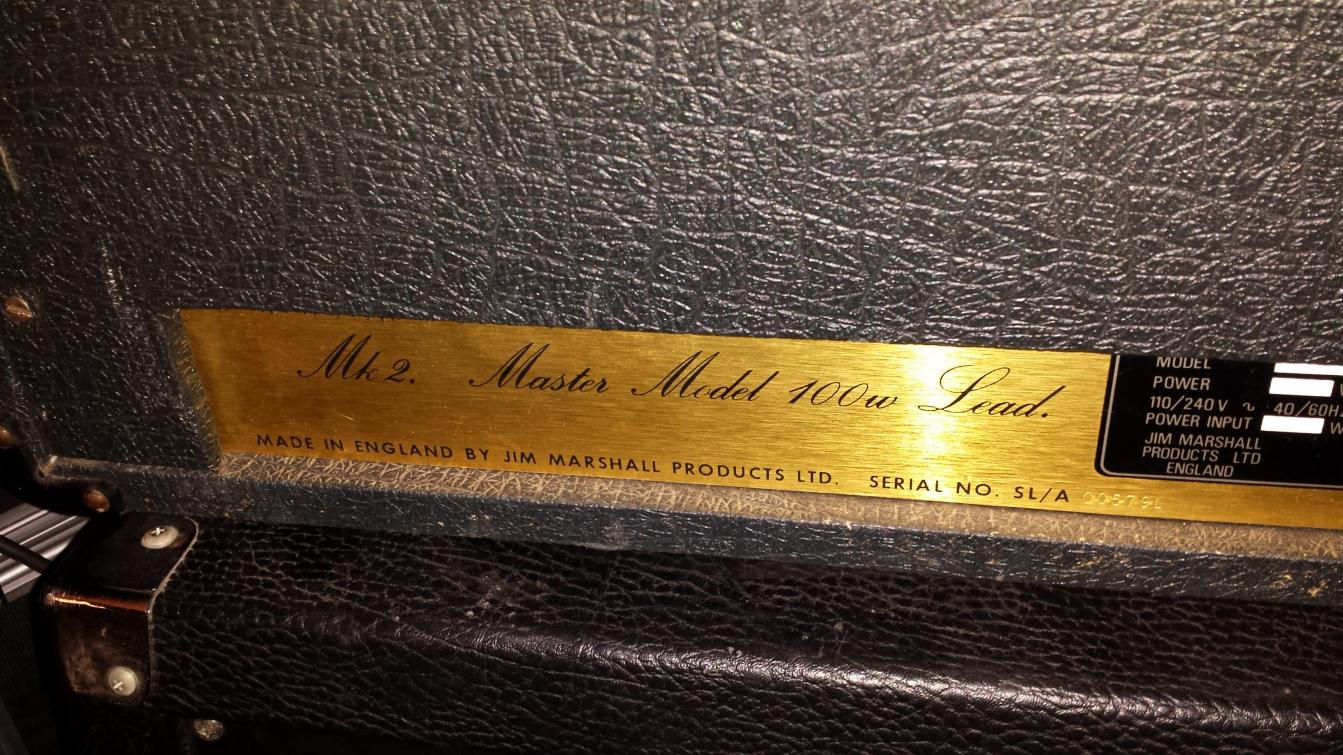 Mk 2. Master Model 100w Lead.
MADE IN ENGLAND BY JIM MARSHALL PRODUCTS LTD. SERIAL NO. SL/A 00579L
MODEL
POWER
110/240V ~ 40/60H
POWER INPUT W
JIM MARSHALL
PRODUCTS LTD
ENGLAND